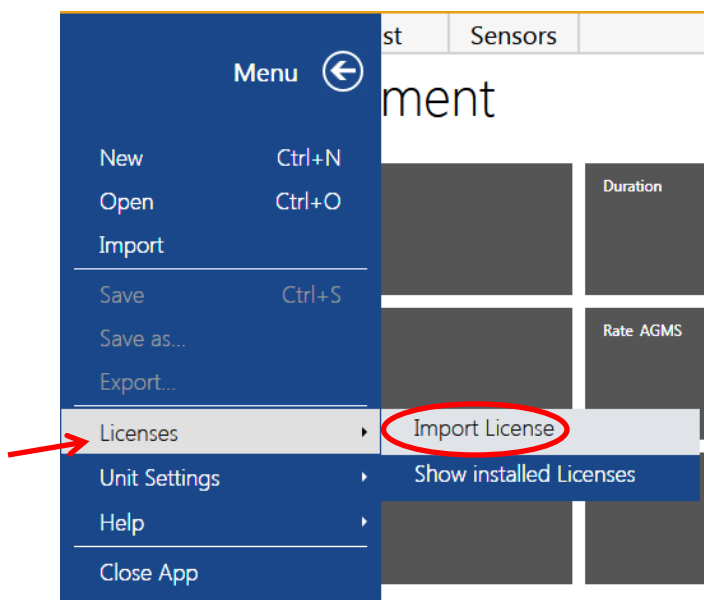 st Sensors
Menu
ment
New Ctrl+N
Open Ctrl+O
Import
Save Ctrl+S
Save as...
Export...
Licenses
Unit Settings
Help
Close App
Import License
Show installed Licenses
Duration
Rate AGMS